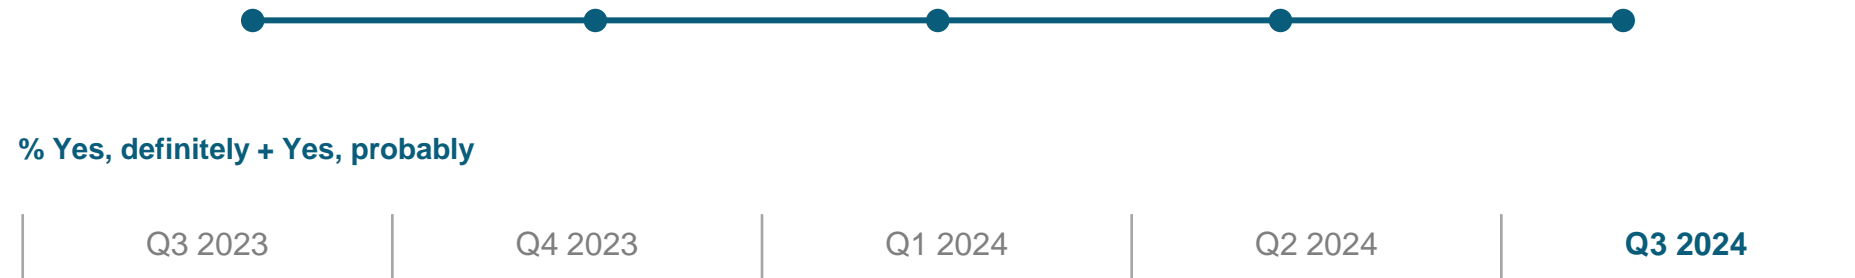 % Yes, definitely + Yes, probably
Q3 2023 Q4 2023 Q1 2024 Q2 2024 Q3 2024